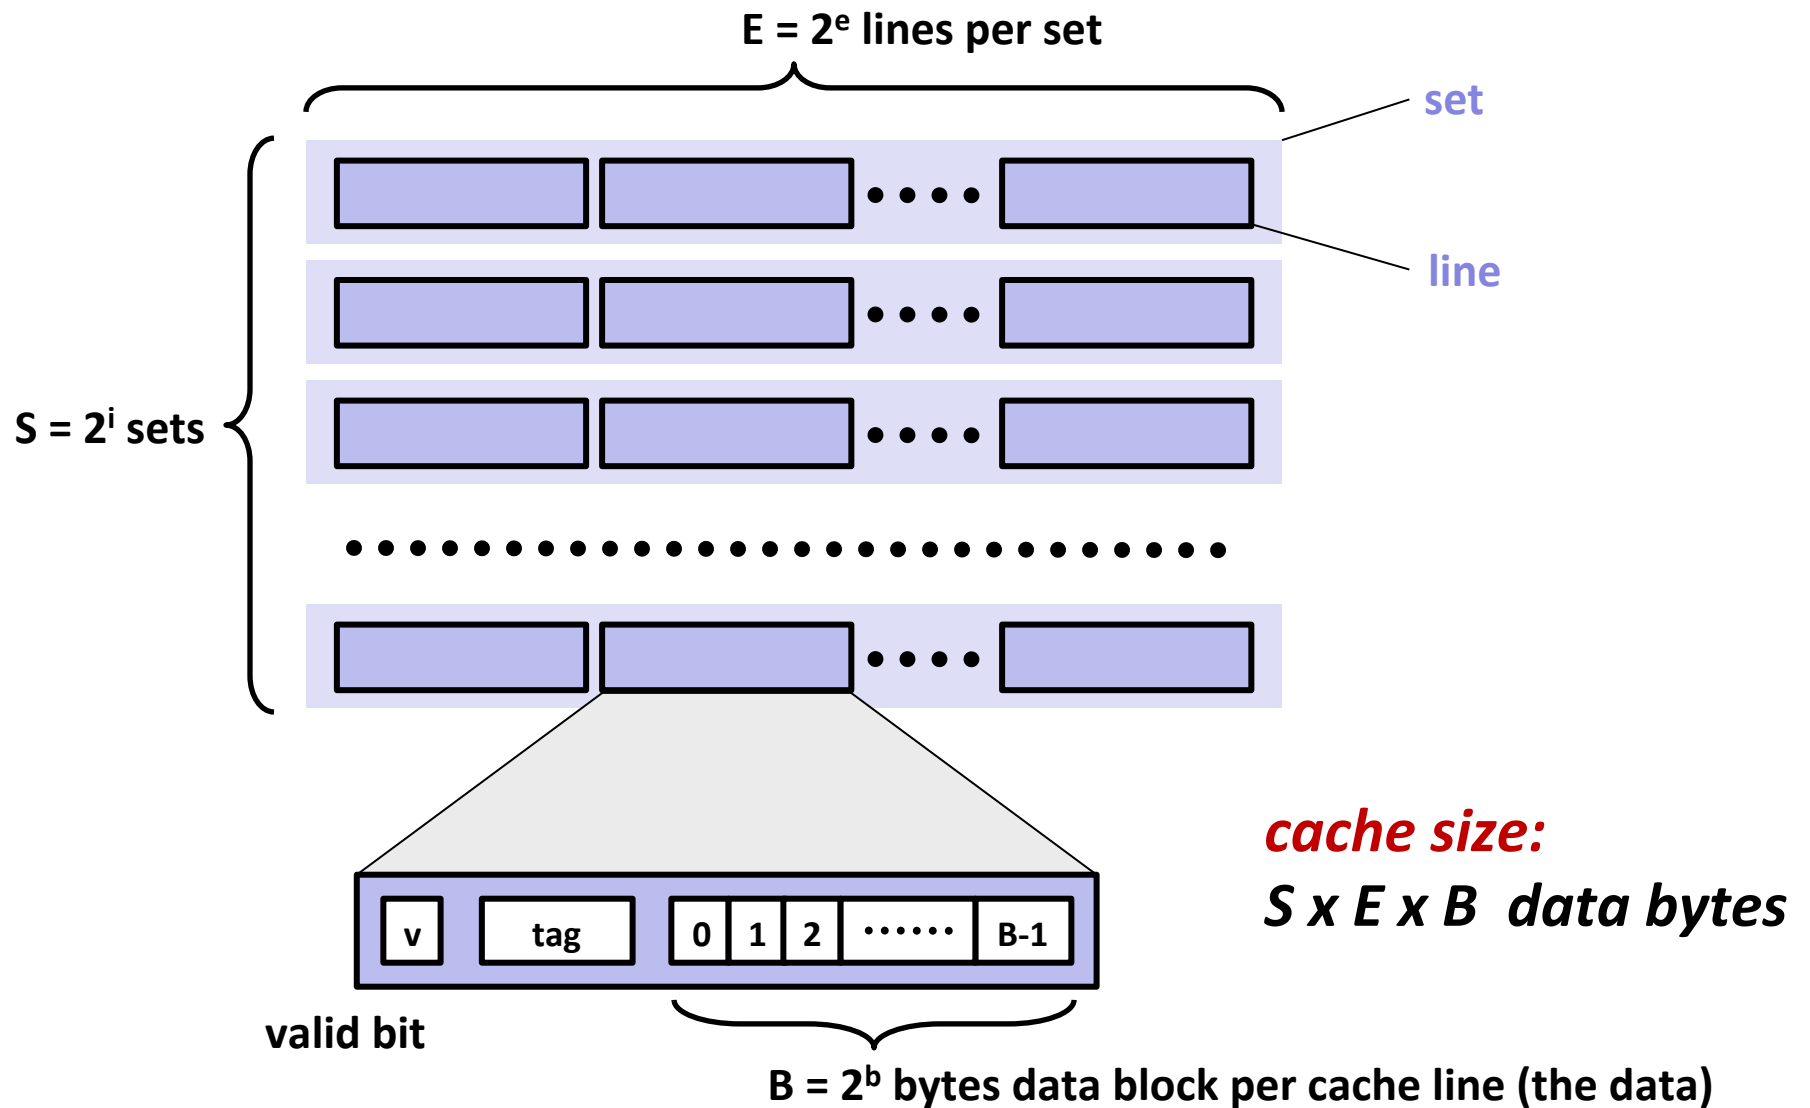 E = 2ᵉ lines per set
set
line
S = 2ⁱ sets
cache size:
S x E x B data bytes
v
tag
0
1
2
......
B-1
valid bit
B = 2ᵇ bytes data block per cache line (the data)